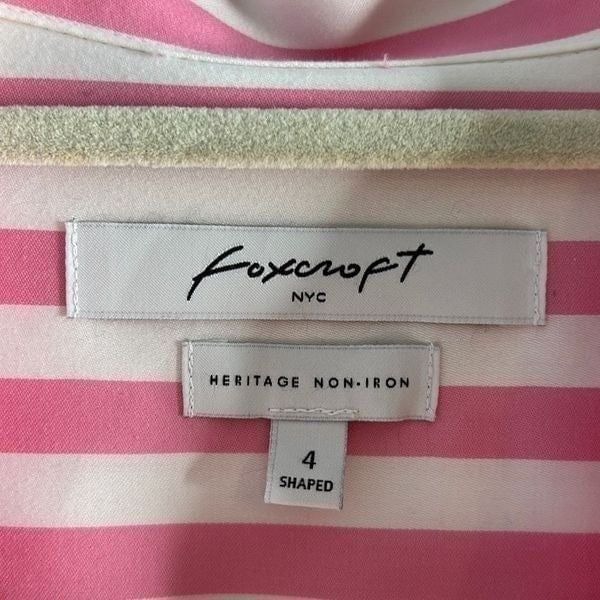 foxcroft
NYC
HERITAGE NON-IRON
4
SHAPED